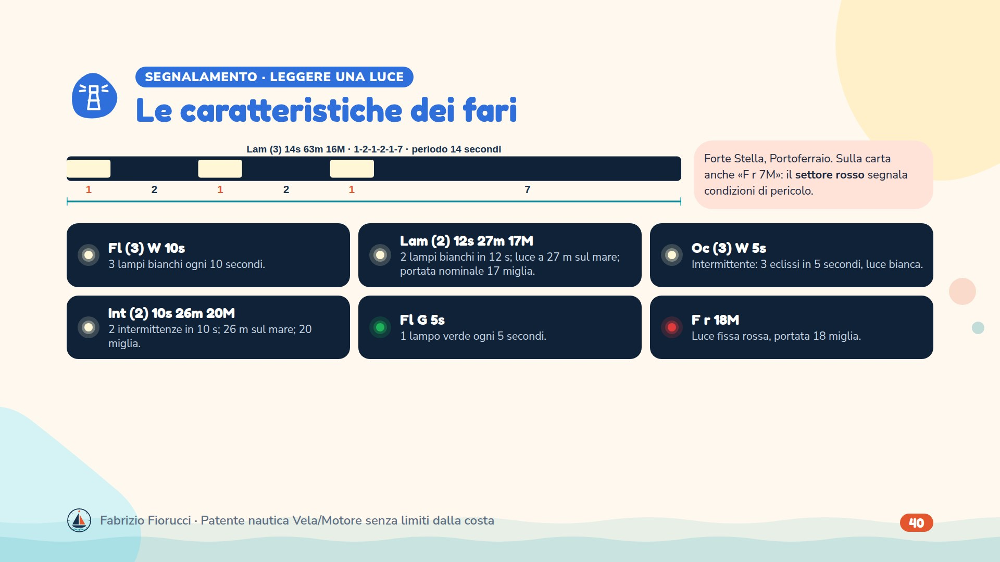 SEGNALAMENTO · LEGGERE UNA LUCE
Le caratteristiche dei fari
Lam (3) 14s 63m 16M · 1-2-1-2-1-7 · periodo 14 secondi
1 2 1 2 1 7
Forte Stella, Portoferraio. Sulla carta
anche «F r 7M»: il settore rosso segnala
condizioni di pericolo.
Fl (3) W 10s
3 lampi bianchi ogni 10 secondi.
Lam (2) 12s 27m 17M
2 lampi bianchi in 12 s; luce a 27 m sul mare;
portata nominale 17 miglia.
Oc (3) W 5s
Intermittente: 3 eclissi in 5 secondi, luce bianca.
Int (2) 10s 26m 20M
2 intermittenze in 10 s; 26 m sul mare; 20
miglia.
Fl G 5s
1 lampo verde ogni 5 secondi.
F r 18M
Luce fissa rossa, portata 18 miglia.
Fabrizio Fiorucci · Patente nautica Vela/Motore senza limiti dalla costa
40